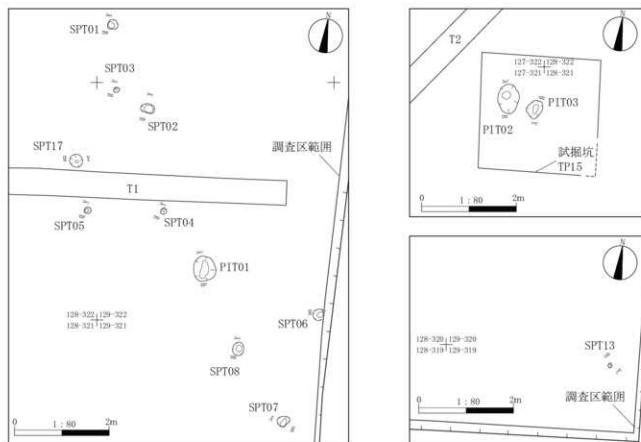 SPT01
N
SPT03
SPT02
調査区範囲
SPT17
T1
SPT05
SPT04
PIT01
128-322 129-322
128-321 129-321
SPT06
SPT08
SPT07
0 1 : 80 2m
N
T2
127-322 128-322
127-321 128-321
PIT03
PIT02
試掘坑
TP15
0 1 : 80 2m
N
128-320 129-320
128-319 129-319
SPT13
調査区範囲
0 1 : 80 2m